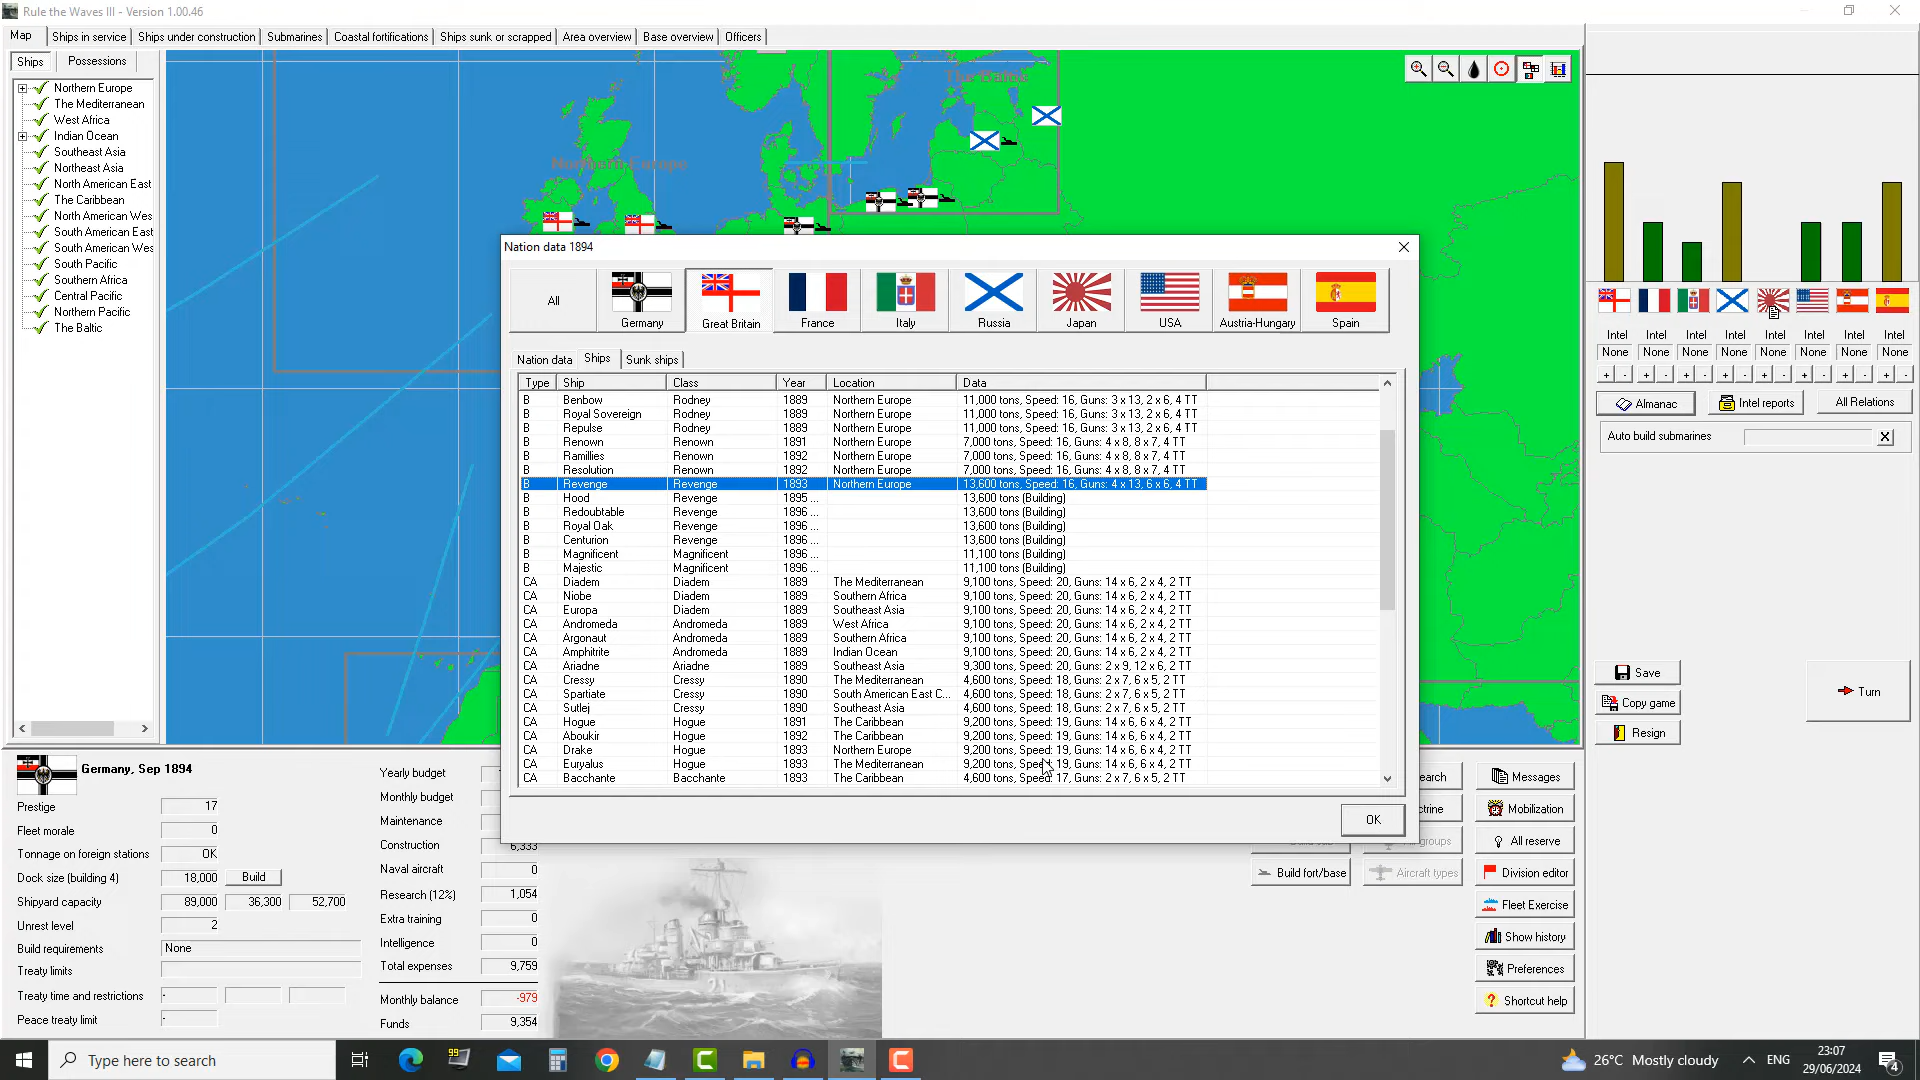 Rule the Waves III - Version 1.00.46
Map Ships in service Ships under construction Submarines Coastal fortifications Ships sunk or scrapped Area overview Base overview Officers
Ships Possessions
Northern Europe
The Mediterranean
West Africa
Indian Ocean
Southeast Asia
Northeast Asia
North American East
The Caribbean
North American Wes
South American East
South American Wes
South Pacific
Southern Africa
Central Pacific
Northern Pacific
The Baltic
The Baltic
Northern Europe
Nation data 1894
All Germany Great Britain France Italy Russia Japan USA Austria-Hungary Spain
Nation data Ships Sunk ships
Type Ship Class Year Location Data
B Benbow Rodney 1889 Northern Europe 11,000 tons, Speed: 16, Guns: 3 x 13, 2 x 6, 4 TT
B Royal Sovereign Rodney 1889 Northern Europe 11,000 tons, Speed: 16, Guns: 3 x 13, 2 x 6, 4 TT
B Repulse Rodney 1889 Northern Europe 11,000 tons, Speed: 16, Guns: 3 x 13, 2 x 6, 4 TT
B Renown Renown 1891 Northern Europe 7,000 tons, Speed: 16, Guns: 4 x 8, 8 x 7, 4 TT
B Ramillies Renown 1892 Northern Europe 7,000 tons, Speed: 16, Guns: 4 x 8, 8 x 7, 4 TT
B Resolution Renown 1892 Northern Europe 7,000 tons, Speed: 16, Guns: 4 x 8, 8 x 7, 4 TT
B Revenge Revenge 1893 Northern Europe 13,600 tons, Speed: 16, Guns: 4 x 13, 6 x 6, 4 TT
B Hood Revenge 1895 ... 13,600 tons (Building)
B Redoubtable Revenge 1896 ... 13,600 tons (Building)
B Royal Oak Revenge 1896 ... 13,600 tons (Building)
B Centurion Revenge 1896 ... 13,600 tons (Building)
B Magnificent Magnificent 1896 ... 11,100 tons (Building)
B Majestic Magnificent 1896 ... 11,100 tons (Building)
CA Diadem Diadem 1889 The Mediterranean 9,100 tons, Speed: 20, Guns: 14 x 6, 2 x 4, 2 TT
CA Niobe Diadem 1889 Southern Africa 9,100 tons, Speed: 20, Guns: 14 x 6, 2 x 4, 2 TT
CA Europa Diadem 1889 Southeast Asia 9,100 tons, Speed: 20, Guns: 14 x 6, 2 x 4, 2 TT
CA Andromeda Andromeda 1889 West Africa 9,100 tons, Speed: 20, Guns: 14 x 6, 2 x 4, 2 TT
CA Argonaut Andromeda 1889 Southern Africa 9,100 tons, Speed: 20, Guns: 14 x 6, 2 x 4, 2 TT
CA Amphitrite Andromeda 1889 Indian Ocean 9,100 tons, Speed: 20, Guns: 14 x 6, 2 x 4, 2 TT
CA Ariadne Ariadne 1889 Southeast Asia 9,300 tons, Speed: 20, Guns: 2 x 9, 12 x 6, 2 TT
CA Cressy Cressy 1890 The Mediterranean 4,600 tons, Speed: 18, Guns: 2 x 7, 6 x 5, 2 TT
CA Spartiate Cressy 1890 South American East C... 4,600 tons, Speed: 18, Guns: 2 x 7, 6 x 5, 2 TT
CA Sutlej Cressy 1890 Southeast Asia 4,600 tons, Speed: 18, Guns: 2 x 7, 6 x 5, 2 TT
CA Hogue Hogue 1891 The Caribbean 9,200 tons, Speed: 19, Guns: 14 x 6, 6 x 4, 2 TT
CA Aboukir Hogue 1892 The Caribbean 9,200 tons, Speed: 19, Guns: 14 x 6, 6 x 4, 2 TT
CA Drake Hogue 1893 Northern Europe 9,200 tons, Speed: 19, Guns: 14 x 6, 6 x 4, 2 TT
CA Euryalus Hogue 1893 The Mediterranean 9,200 tons, Speed: 19, Guns: 14 x 6, 6 x 4, 2 TT
CA Bacchante Bacchante 1893 The Caribbean 4,600 tons, Speed: 17, Guns: 2 x 7, 6 x 5, 2 TT
OK
Intel Intel Intel Intel Intel Intel Intel Intel
None None None None None None None None
+ - + - + - + - + - + - + - + -
Almanac Intel reports All Relations
Auto build submarines X
Save
Copy game
Resign
Turn
Germany, Sep 1894
Prestige 17
Fleet morale 0
Tonnage on foreign stations OK
Dock size (building 4) 18,000 Build
Shipyard capacity 89,000 36,300 52,700
Unrest level 2
Build requirements None
Treaty limits
Treaty time and restrictions - 
Peace treaty limit -
Yearly budget
Monthly budget
Maintenance
Construction 6,333
Naval aircraft 0
Research (12%) 1,054
Extra training 0
Intelligence 0
Total expenses 9,759
Monthly balance -979
Funds 9,354
earch Messages
trine Mobilization
groups All reserve
Build fort/base Aircraft types Division editor
Fleet Exercise
Show history
Preferences
Shortcut help
Type here to search
99
26°C Mostly cloudy ENG 23:07
29/06/2024
4